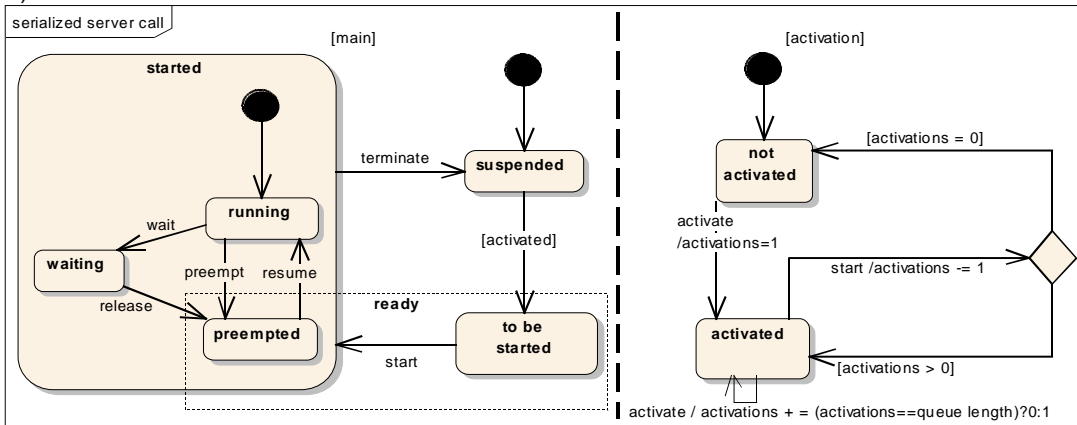 serialized server call
[main]
[activation]
started
[activations = 0]
not
activated
terminate
suspended
running
wait
waiting
[activated]
activate
/activations=1
preempt
resume
start /activations -= 1
release
ready
preempted
to be
started
activated
start
[activations > 0]
activate / activations + = (activations==queue length)?0:1